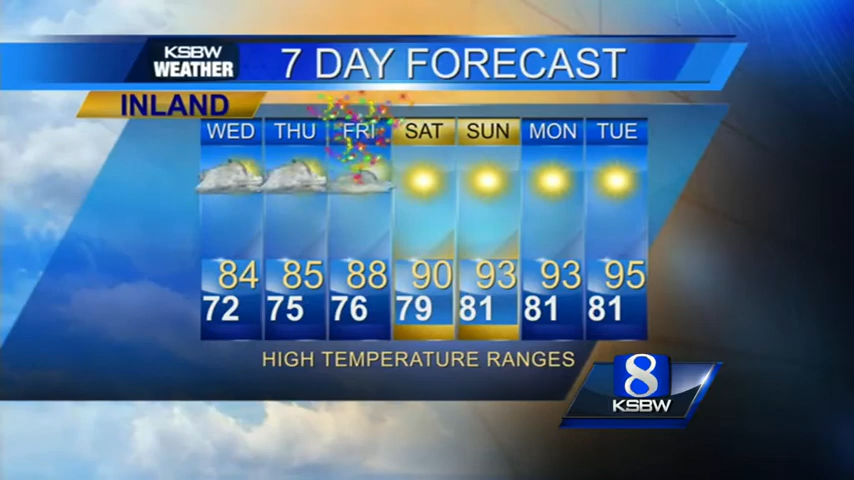 KSBW
WEATHER
7 DAY FORECAST
INLAND
WED THU FRI SAT SUN MON TUE
84 85 88 90 93 93 95
72 75 76 79 81 81 81
HIGH TEMPERATURE RANGES
8
KSBW